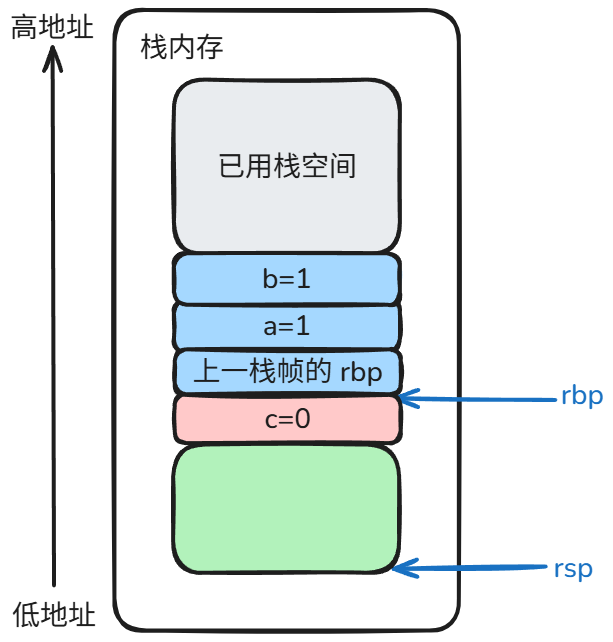 高地址
栈内存
已用栈空间
b=1
a=1
上一栈帧的 rbp
rbp
c=0
rsp
低地址